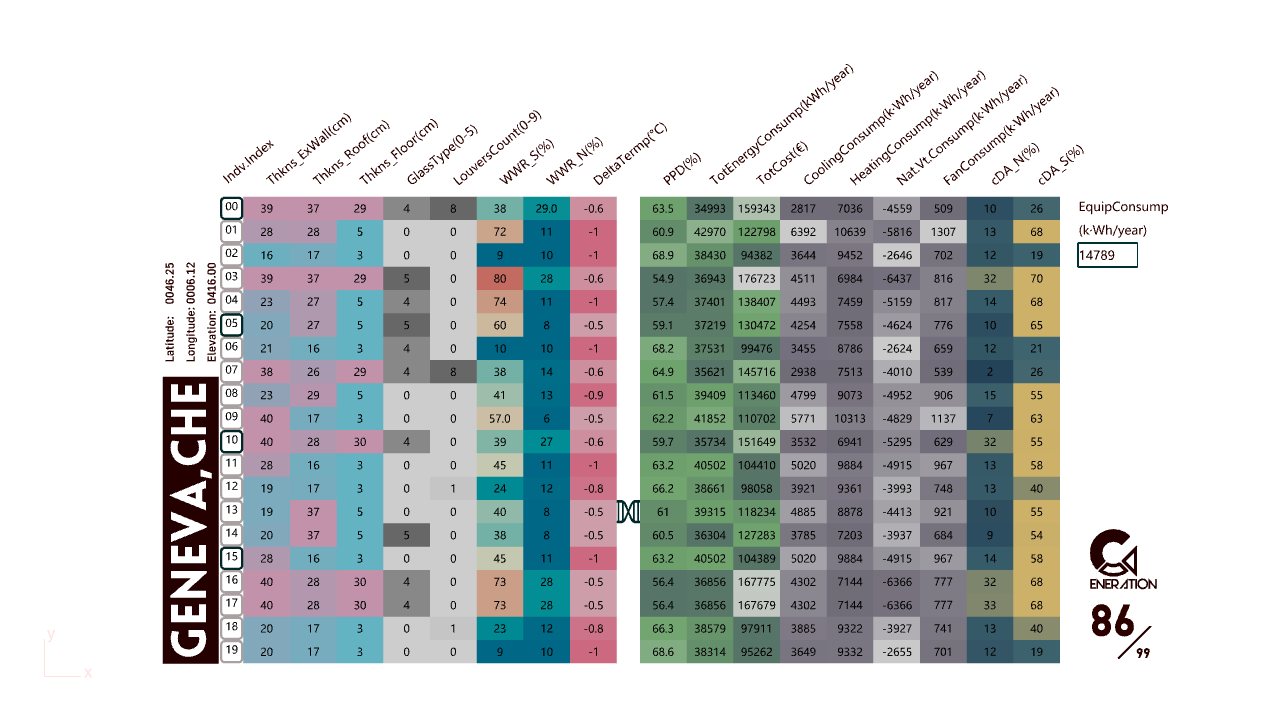 Indv.Index Thkns_ExWall(cm) Thkns_Roof(cm) Thkns_Floor(cm) GlassType(0-5) LouversCount(0-9) WWR_S(%) WWR_N(%) DeltaTermp(°C) PPD(%) TotEnergyConsump(kWh/year) TotCost(€) CoolingConsump(k·Wh/year) HeatingConsump(k·Wh/year) Nat.Vt.Consump(k·Wh/year) FanConsump(k·Wh/year) cDA_N(%) cDA_S(%)
00 39 37 29 4 8 38 29.0 -0.6 63.5 34993 159343 2817 7036 -4559 509 10 26
01 28 28 5 0 0 72 11 -1 60.9 42970 122798 6392 10639 -5816 1307 13 68
02 16 17 3 0 0 9 10 -1 68.9 38430 94382 3644 9452 -2646 702 12 19
03 39 37 29 5 0 80 28 -0.6 54.9 36943 176723 4511 6984 -6437 816 32 70
04 23 27 5 4 0 74 11 -1 57.4 37401 138407 4493 7459 -5159 817 14 68
05 20 27 5 5 0 60 8 -0.5 59.1 37219 130472 4254 7558 -4624 776 10 65
06 21 16 3 4 0 10 10 -1 68.2 37531 99476 3455 8786 -2624 659 12 21
07 38 26 29 4 8 38 14 -0.6 64.9 35621 145716 2938 7513 -4010 539 2 26
08 23 29 5 0 0 41 13 -0.9 61.5 39409 113460 4799 9073 -4952 906 15 55
09 40 17 3 0 0 57.0 6 -0.5 62.2 41852 110702 5771 10313 -4829 1137 7 63
10 40 28 30 4 0 39 27 -0.6 59.7 35734 151649 3532 6941 -5295 629 32 55
11 28 16 3 0 0 45 11 -1 63.2 40502 104410 5020 9884 -4915 967 13 58
12 19 17 3 0 1 24 12 -0.8 66.2 38661 98058 3921 9361 -3993 748 13 40
13 19 37 5 0 0 40 8 -0.5 61 39315 118234 4885 8878 -4413 921 10 55
14 20 37 5 5 0 38 8 -0.5 60.5 36304 127283 3785 7203 -3937 684 9 54
15 28 16 3 0 0 45 11 -1 63.2 40502 104389 5020 9884 -4915 967 14 58
16 40 28 30 4 0 73 28 -0.5 56.4 36856 167775 4302 7144 -6366 777 32 68
17 40 28 30 4 0 73 28 -0.5 56.4 36856 167679 4302 7144 -6366 777 33 68
18 20 17 3 0 1 23 12 -0.8 66.3 38579 97911 3885 9322 -3927 741 13 40
19 20 17 3 0 0 9 10 -1 68.6 38314 95262 3649 9332 -2655 701 12 19
EquipConsump
(k·Wh/year)
14789
Latitude: 0046.25
Longitude: 0006.12
Elevation: 0416.00
GENEVA,CHE
ENERATION
86/99
y
x